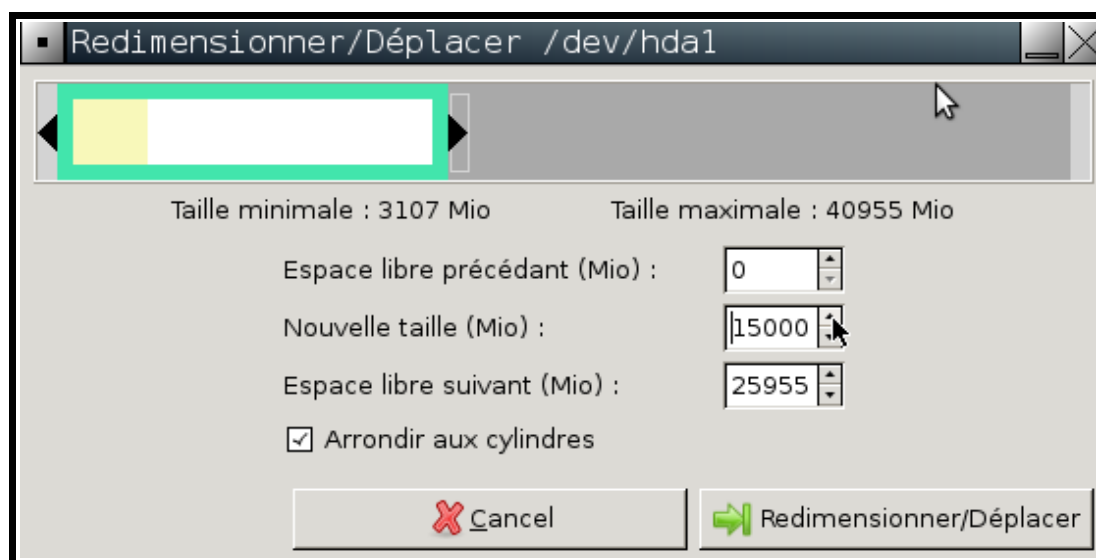 Redimensionner/Déplacer /dev/hda1
Taille minimale : 3107 Mio Taille maximale : 40955 Mio
Espace libre précédant (Mio) : 0
Nouvelle taille (Mio) : 15000
Espace libre suivant (Mio) : 25955
Arrondir aux cylindres
Cancel Redimensionner/Déplacer